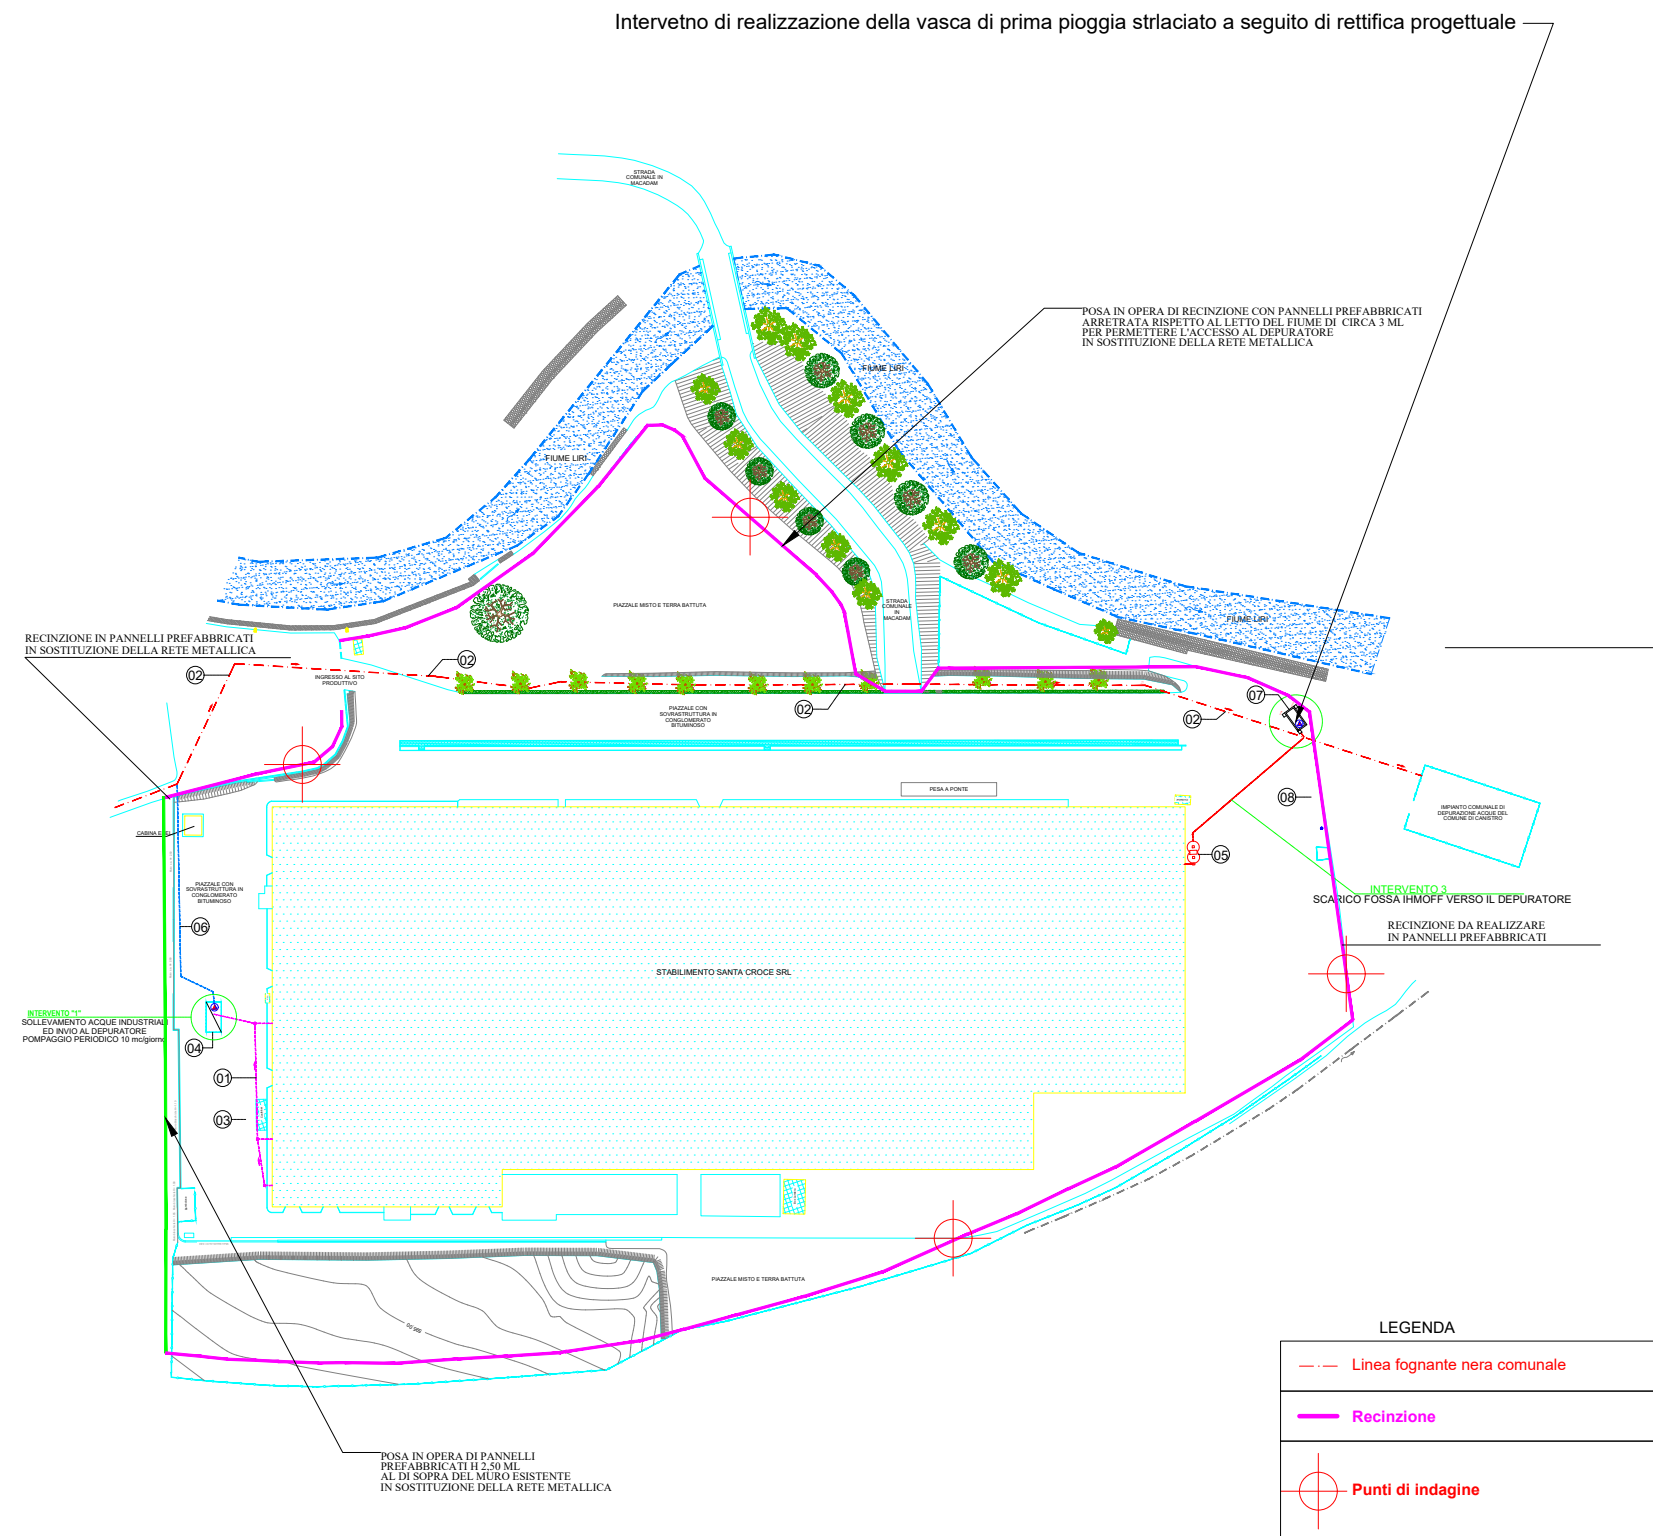 Intervetno di realizzazione della vasca di prima pioggia strlaciato a seguito di rettifica progettuale
STRADA
COMUNALE IN
MACADAM
POSA IN OPERA DI RECINZIONE CON PANNELLI PREFABBRICATI
ARRETRATA RISPETTO AL LETTO DEL FIUME DI CIRCA 3 ML
PER PERMETTERE L'ACCESSO AL DEPURATORE
IN SOSTITUZIONE DELLA RETE METALLICA
FIUME LIRI
FIUME LIRI
PIAZZALE MISTO E TERRA BATTUTA
STRADA
COMUNALE
IN
MACADAM
FIUME LIRI
RECINZIONE IN PANNELLI PREFABBRICATI
IN SOSTITUZIONE DELLA RETE METALLICA
02
02
INGRESSO AL SITO
PRODUTTIVO
PIAZZALE CON
SOVRASTRUTTURA IN
CONGLOMERATO
BITUMINOSO
02
02
07
PESA A PONTE
08
IMPIANTO COMUNALE DI
DEPURAZIONE ACQUE DEL
COMUNE DI CANISTRO
CABINA ENEL
05
PIAZZALE CON
SOVRASTRUTTURA IN
CONGLOMERATO
BITUMINOSO
INTERVENTO 3
SCARICO FOSSA IHMOFF VERSO IL DEPURATORE
06
RECINZIONE DA REALIZZARE
IN PANNELLI PREFABBRICATI
STABILIMENTO SANTA CROCE SRL
INTERVENTO "1"
SOLLEVAMENTO ACQUE INDUSTRIALI
ED INVIO AL DEPURATORE
POMPAGGIO PERIODICO 10 mc/giorno
04
01
03
PIAZZALE MISTO E TERRA BATTUTA
LEGENDA
Linea fognante nera comunale
Recinzione
Punti di indagine
POSA IN OPERA DI PANNELLI
PREFABBRICATI H 2,50 ML
AL DI SOPRA DEL MURO ESISTENTE
IN SOSTITUZIONE DELLA RETE METALLICA